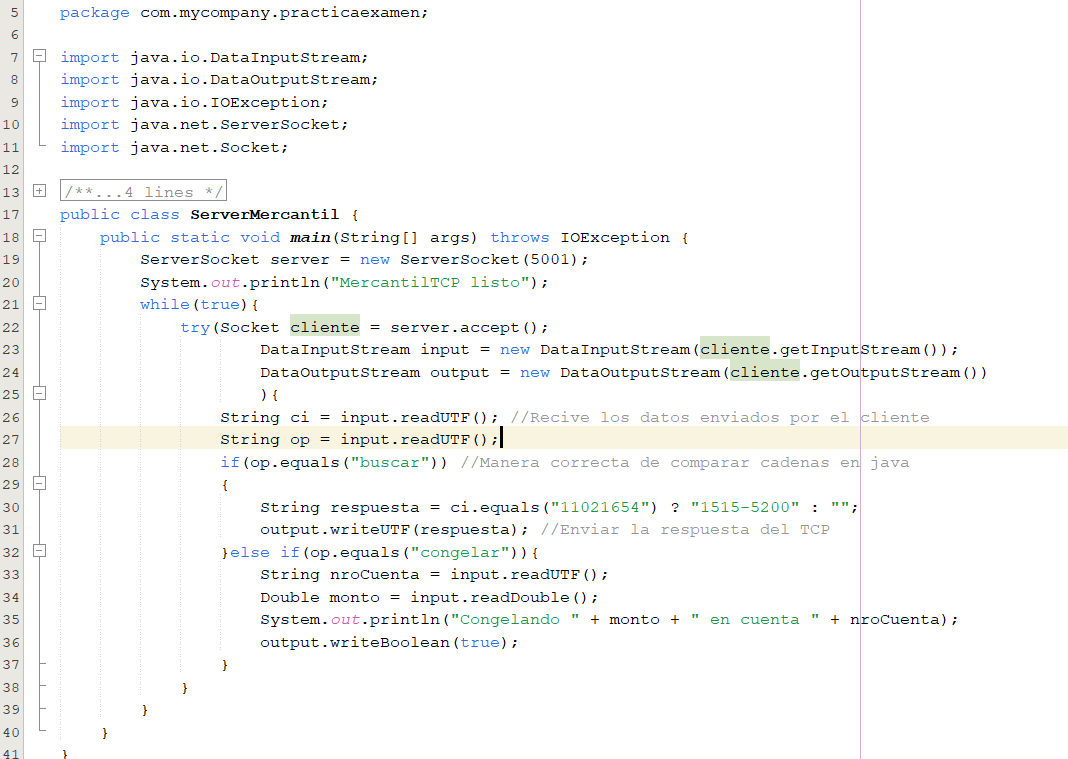 5 package com.mycompany.practicaexamen;
6
7 import java.io.DataInputStream;
8 import java.io.DataOutputStream;
9 import java.io.IOException;
10 import java.net.ServerSocket;
11 import java.net.Socket;
12
13 /**...4 lines */
17 public class ServerMercantil {
18 public static void main(String[] args) throws IOException {
19 ServerSocket server = new ServerSocket(5001);
20 System.out.println("MercantilTCP listo");
21 while(true){
22 try(Socket cliente = server.accept();
23 DataInputStream input = new DataInputStream(cliente.getInputStream());
24 DataOutputStream output = new DataOutputStream(cliente.getOutputStream())
25 ){
26 String ci = input.readUTF(); //Recive los datos enviados por el cliente
27 String op = input.readUTF();
28 if(op.equals("buscar")) //Manera correcta de comparar cadenas en java
29 {
30 String respuesta = ci.equals("11021654") ? "1515-5200" : "";
31 output.writeUTF(respuesta); //Enviar la respuesta del TCP
32 }else if(op.equals("congelar")){
33 String nroCuenta = input.readUTF();
34 Double monto = input.readDouble();
35 System.out.println("Congelando " + monto + " en cuenta " + nroCuenta);
36 output.writeBoolean(true);
37 }
38 }
39 }
40 }
41 }